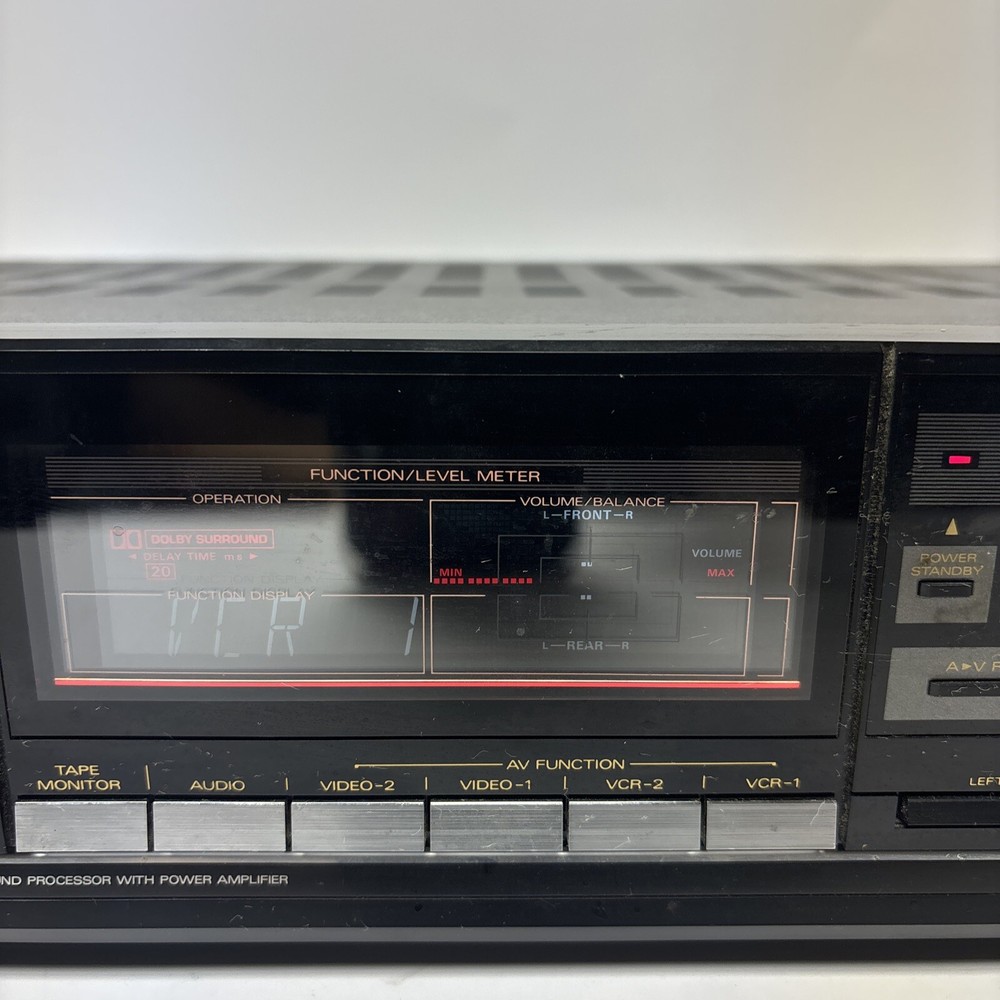 FUNCTION/LEVEL METER
OPERATION
VOLUME/BALANCE
L-FRONT-R
DOLBY SURROUND
◄ DELAY TIME ms ►
20
MIN
VOLUME
MAX
FUNCTION DISPLAY
VCR 1
L-REAR-R
POWER
STANDBY
A►V
LEFT
TAPE
MONITOR
AUDIO
AV FUNCTION
VIDEO-2
VIDEO-1
VCR-2
VCR-1
PROCESSOR WITH POWER AMPLIFIER